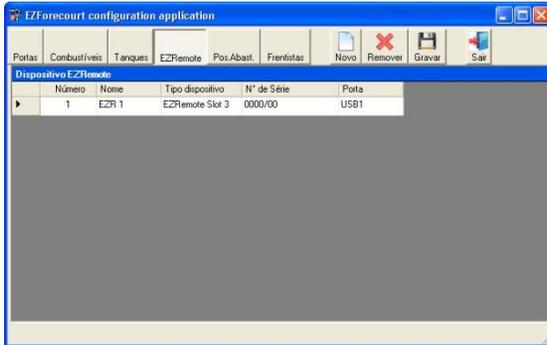 EZForecourt configuration application
Portas Combustíveis Tanques EZRemote Pos.Abast. Frentistas Novo Remover Gravar Sair
Dispositivo EZRemote
Número Nome Tipo dispositivo N° de Série Porta
1 EZR 1 EZRemote Slot 3 0000/00 USB1